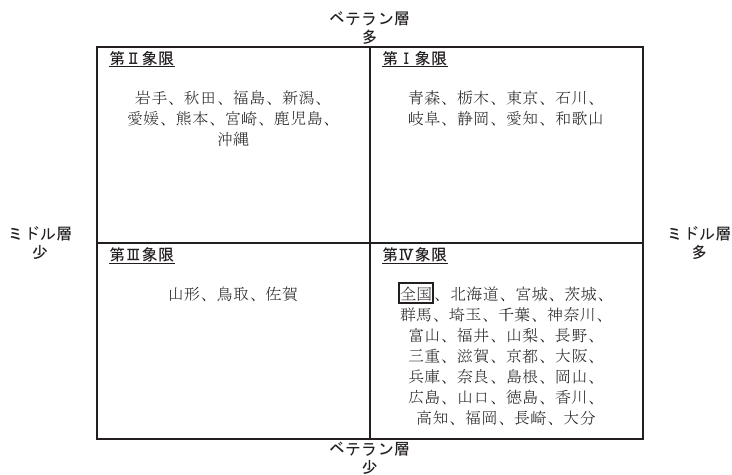 ベテラン層
多
第Ⅱ象限
岩手、秋田、福島、新潟、
愛媛、熊本、宮崎、鹿児島、
沖縄
第Ⅰ象限
青森、栃木、東京、石川、
岐阜、静岡、愛知、和歌山
ミドル層
少
ミドル層
多
第Ⅲ象限
山形、鳥取、佐賀
第Ⅳ象限
全国、北海道、宮城、茨城、
群馬、埼玉、千葉、神奈川、
富山、福井、山梨、長野、
三重、滋賀、京都、大阪、
兵庫、奈良、島根、岡山、
広島、山口、徳島、香川、
高知、福岡、長崎、大分
ベテラン層
少